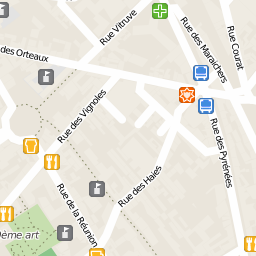 Rue Vitruve
Rue des Maraîchers
Rue Courat
des Orteaux
Rue des Vignoles
Rue des Pyrénées
Rue des Haies
Rue de la Réunion
0ème.art